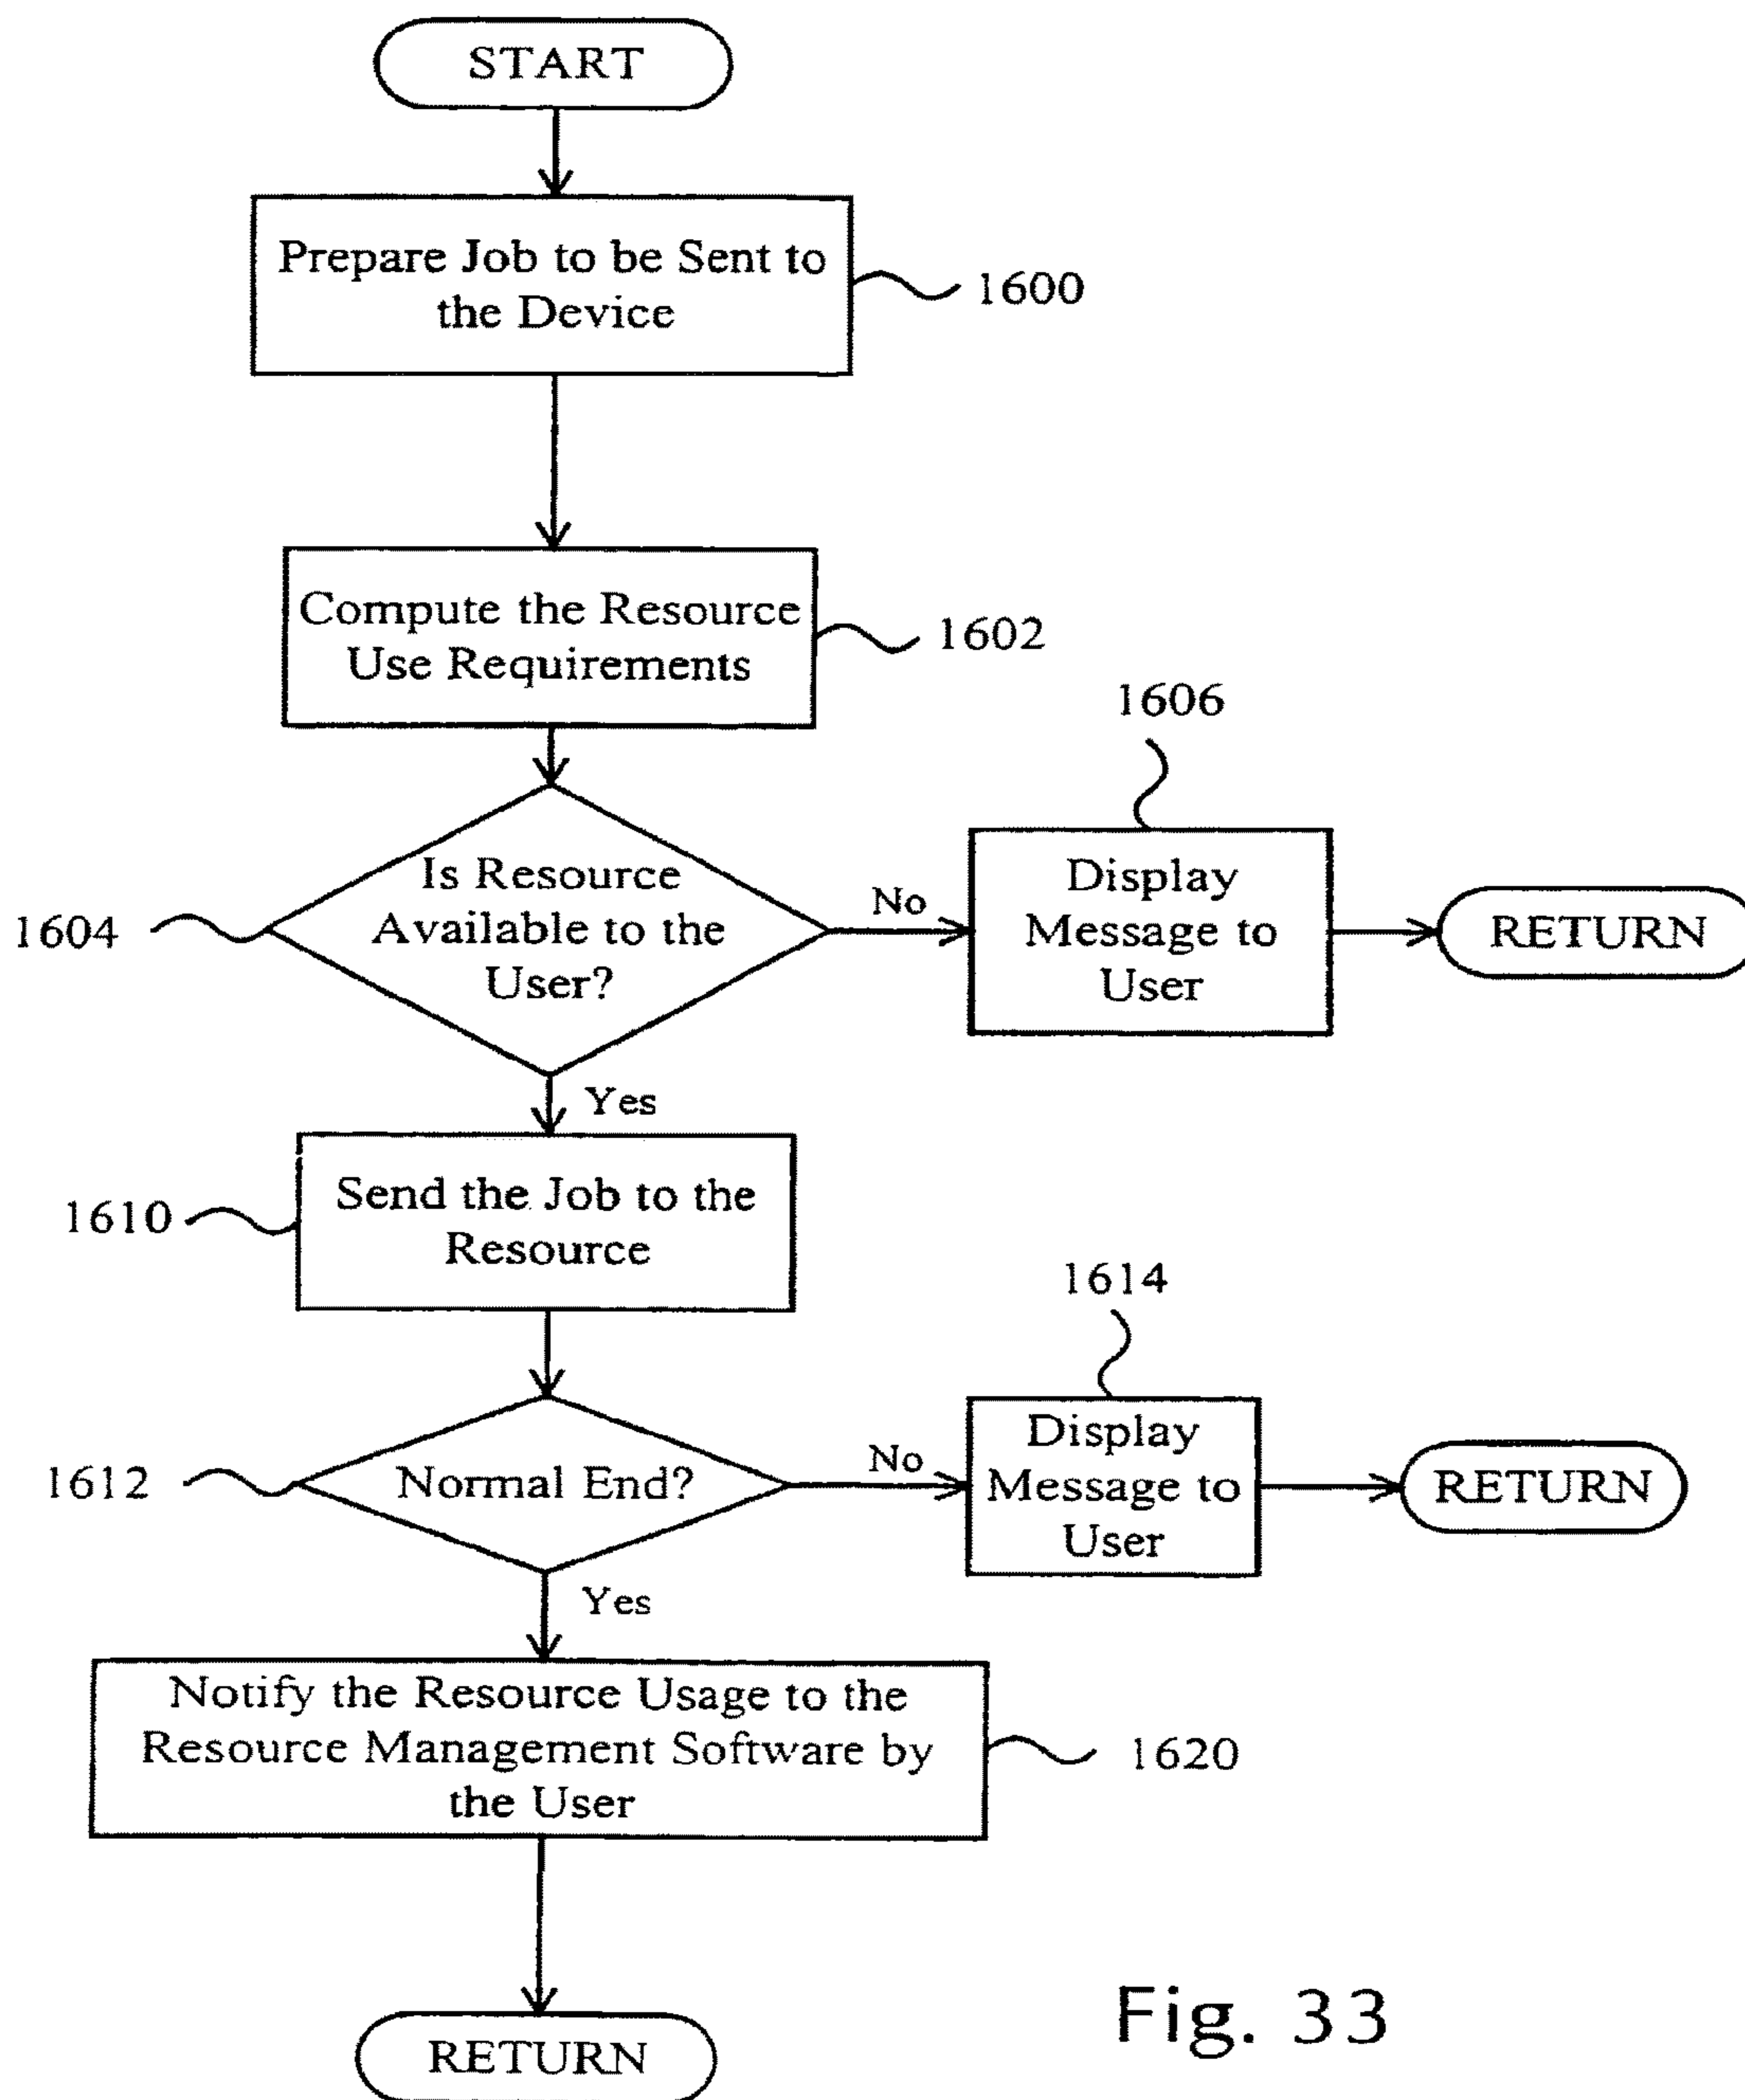 START
Prepare Job to be Sent to
the Device
1600
Compute the Resource
Use Requirements
1602
1606
Is Resource
Available to the
User?
1604
No
Display
Message to
User
RETURN
Yes
Send the Job to the
Resource
1610
1614
Normal End?
1612
No
Display
Message to
User
RETURN
Yes
Notify the Resource Usage to the
Resource Management Software by
the User
1620
RETURN
Fig. 33